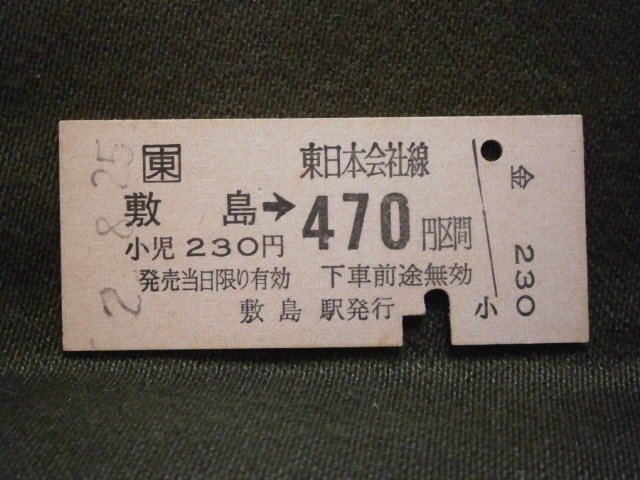 2. 8.25
東 東日本会社線
敷島→470円区間
小児230円
発売当日限り有効 下車前途無効
敷島駅発行
小 金 230